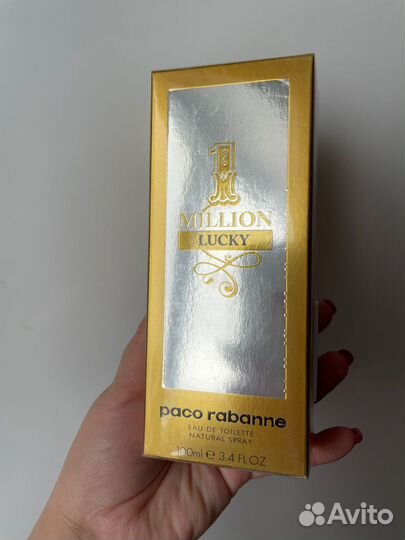 1
MILLION
LUCKY
paco rabanne
EAU DE TOILETTE
NATURAL SPRAY
100ml e 3.4 FL.OZ
Avito